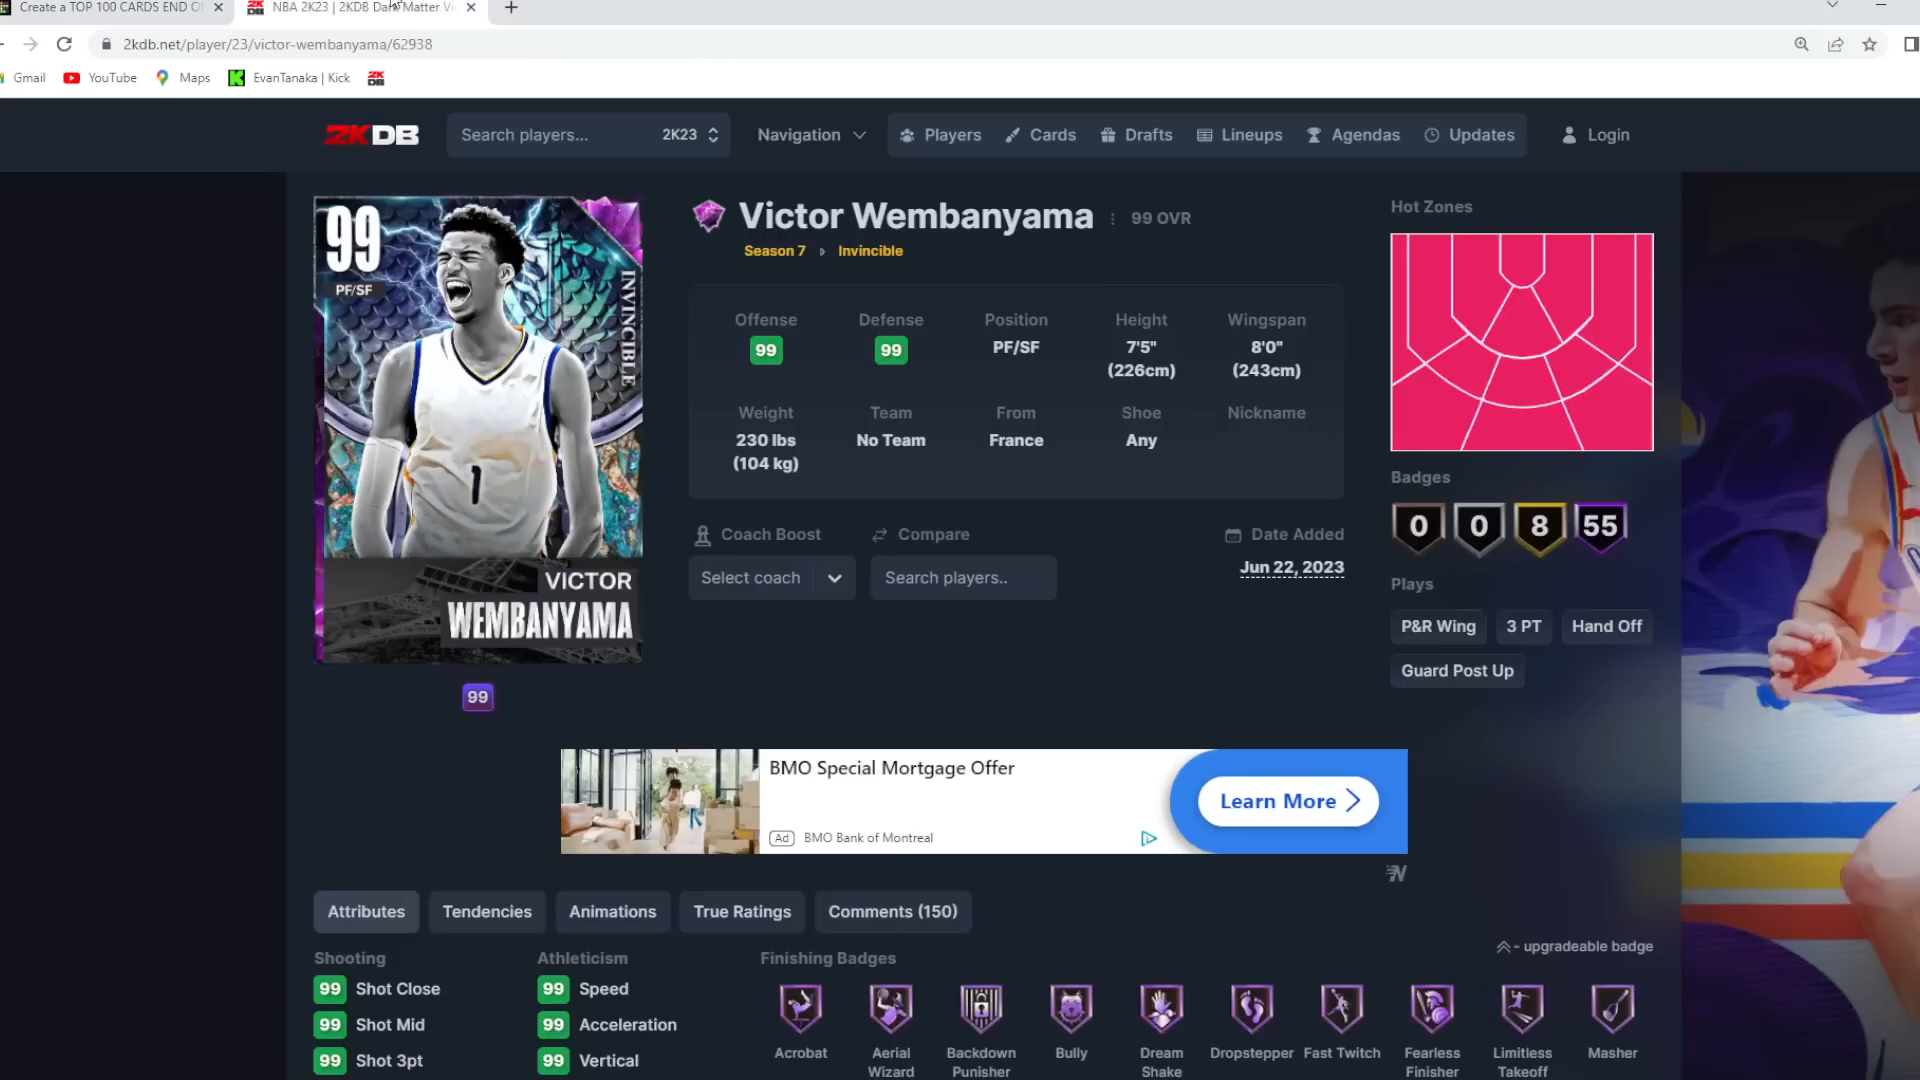 Create a TOP 100 CARDS END O
NBA 2K23 | 2KDB Dark Matter Vi
2kdb.net/player/23/victor-wembanyama/62938
Gmail
YouTube
Maps
EvanTanaka | Kick
2K DB
2KDB
Search players...
2K23
Navigation
Players
Cards
Drafts
Lineups
Agendas
Updates
Login
99
PF/SF
INVINCIBLE
1
VICTOR
WEMBANYAMA
99
Victor Wembanyama
99 OVR
Season 7
Invincible
Offense
99
Defense
99
Position
PF/SF
Height
7'5"
(226cm)
Wingspan
8'0"
(243cm)
Weight
230 lbs
(104 kg)
Team
No Team
From
France
Shoe
Any
Nickname
Coach Boost
Select coach
Compare
Search players..
Date Added
Jun 22, 2023
Hot Zones
Badges
0
0
8
55
Plays
P&R Wing
3 PT
Hand Off
Guard Post Up
BMO Special Mortgage Offer
Ad BMO Bank of Montreal
Learn More
Attributes
Tendencies
Animations
True Ratings
Comments (150)
- upgradeable badge
Shooting
99 Shot Close
99 Shot Mid
99 Shot 3pt
Athleticism
99 Speed
99 Acceleration
99 Vertical
Finishing Badges
Acrobat
Aerial
Wizard
Backdown
Punisher
Bully
Dream
Shake
Dropstepper
Fast Twitch
Fearless
Finisher
Limitless
Takeoff
Masher